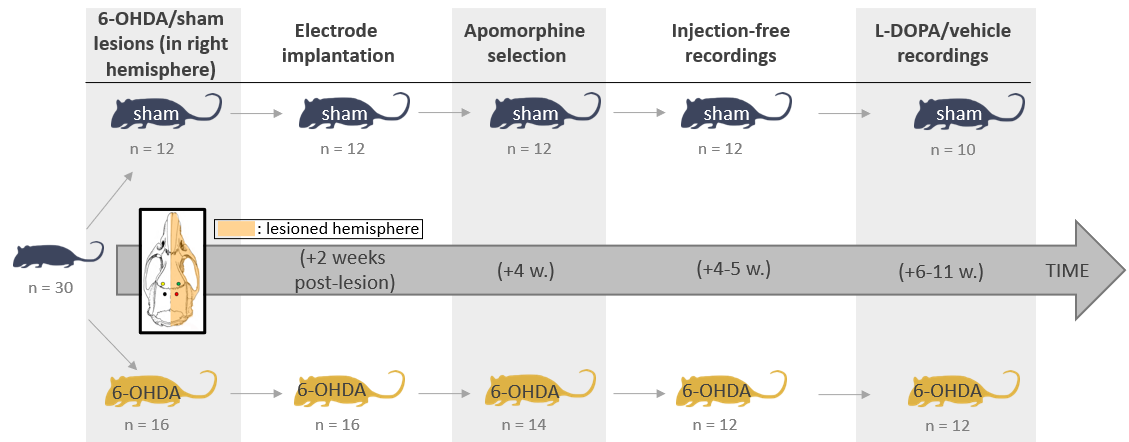 6-OHDA/sham
lesions (in right
hemisphere)
Electrode
implantation
Apomorphine
selection
Injection-free
recordings
L-DOPA/vehicle
recordings
sham
sham
sham
sham
sham
n = 12
n = 12
n = 12
n = 12
n = 10
: lesioned hemisphere
n = 30
(+2 weeks
post-lesion)
(+4 w.)
(+4-5 w.)
(+6-11 w.)
TIME
6-OHDA
6-OHDA
6-OHDA
6-OHDA
6-OHDA
n = 16
n = 16
n = 14
n = 12
n = 12